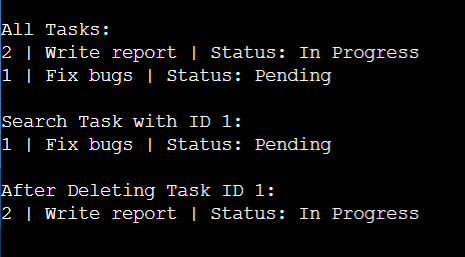 All Tasks:
2 | Write report | Status: In Progress
1 | Fix bugs | Status: Pending
Search Task with ID 1:
1 | Fix bugs | Status: Pending
After Deleting Task ID 1:
2 | Write report | Status: In Progress